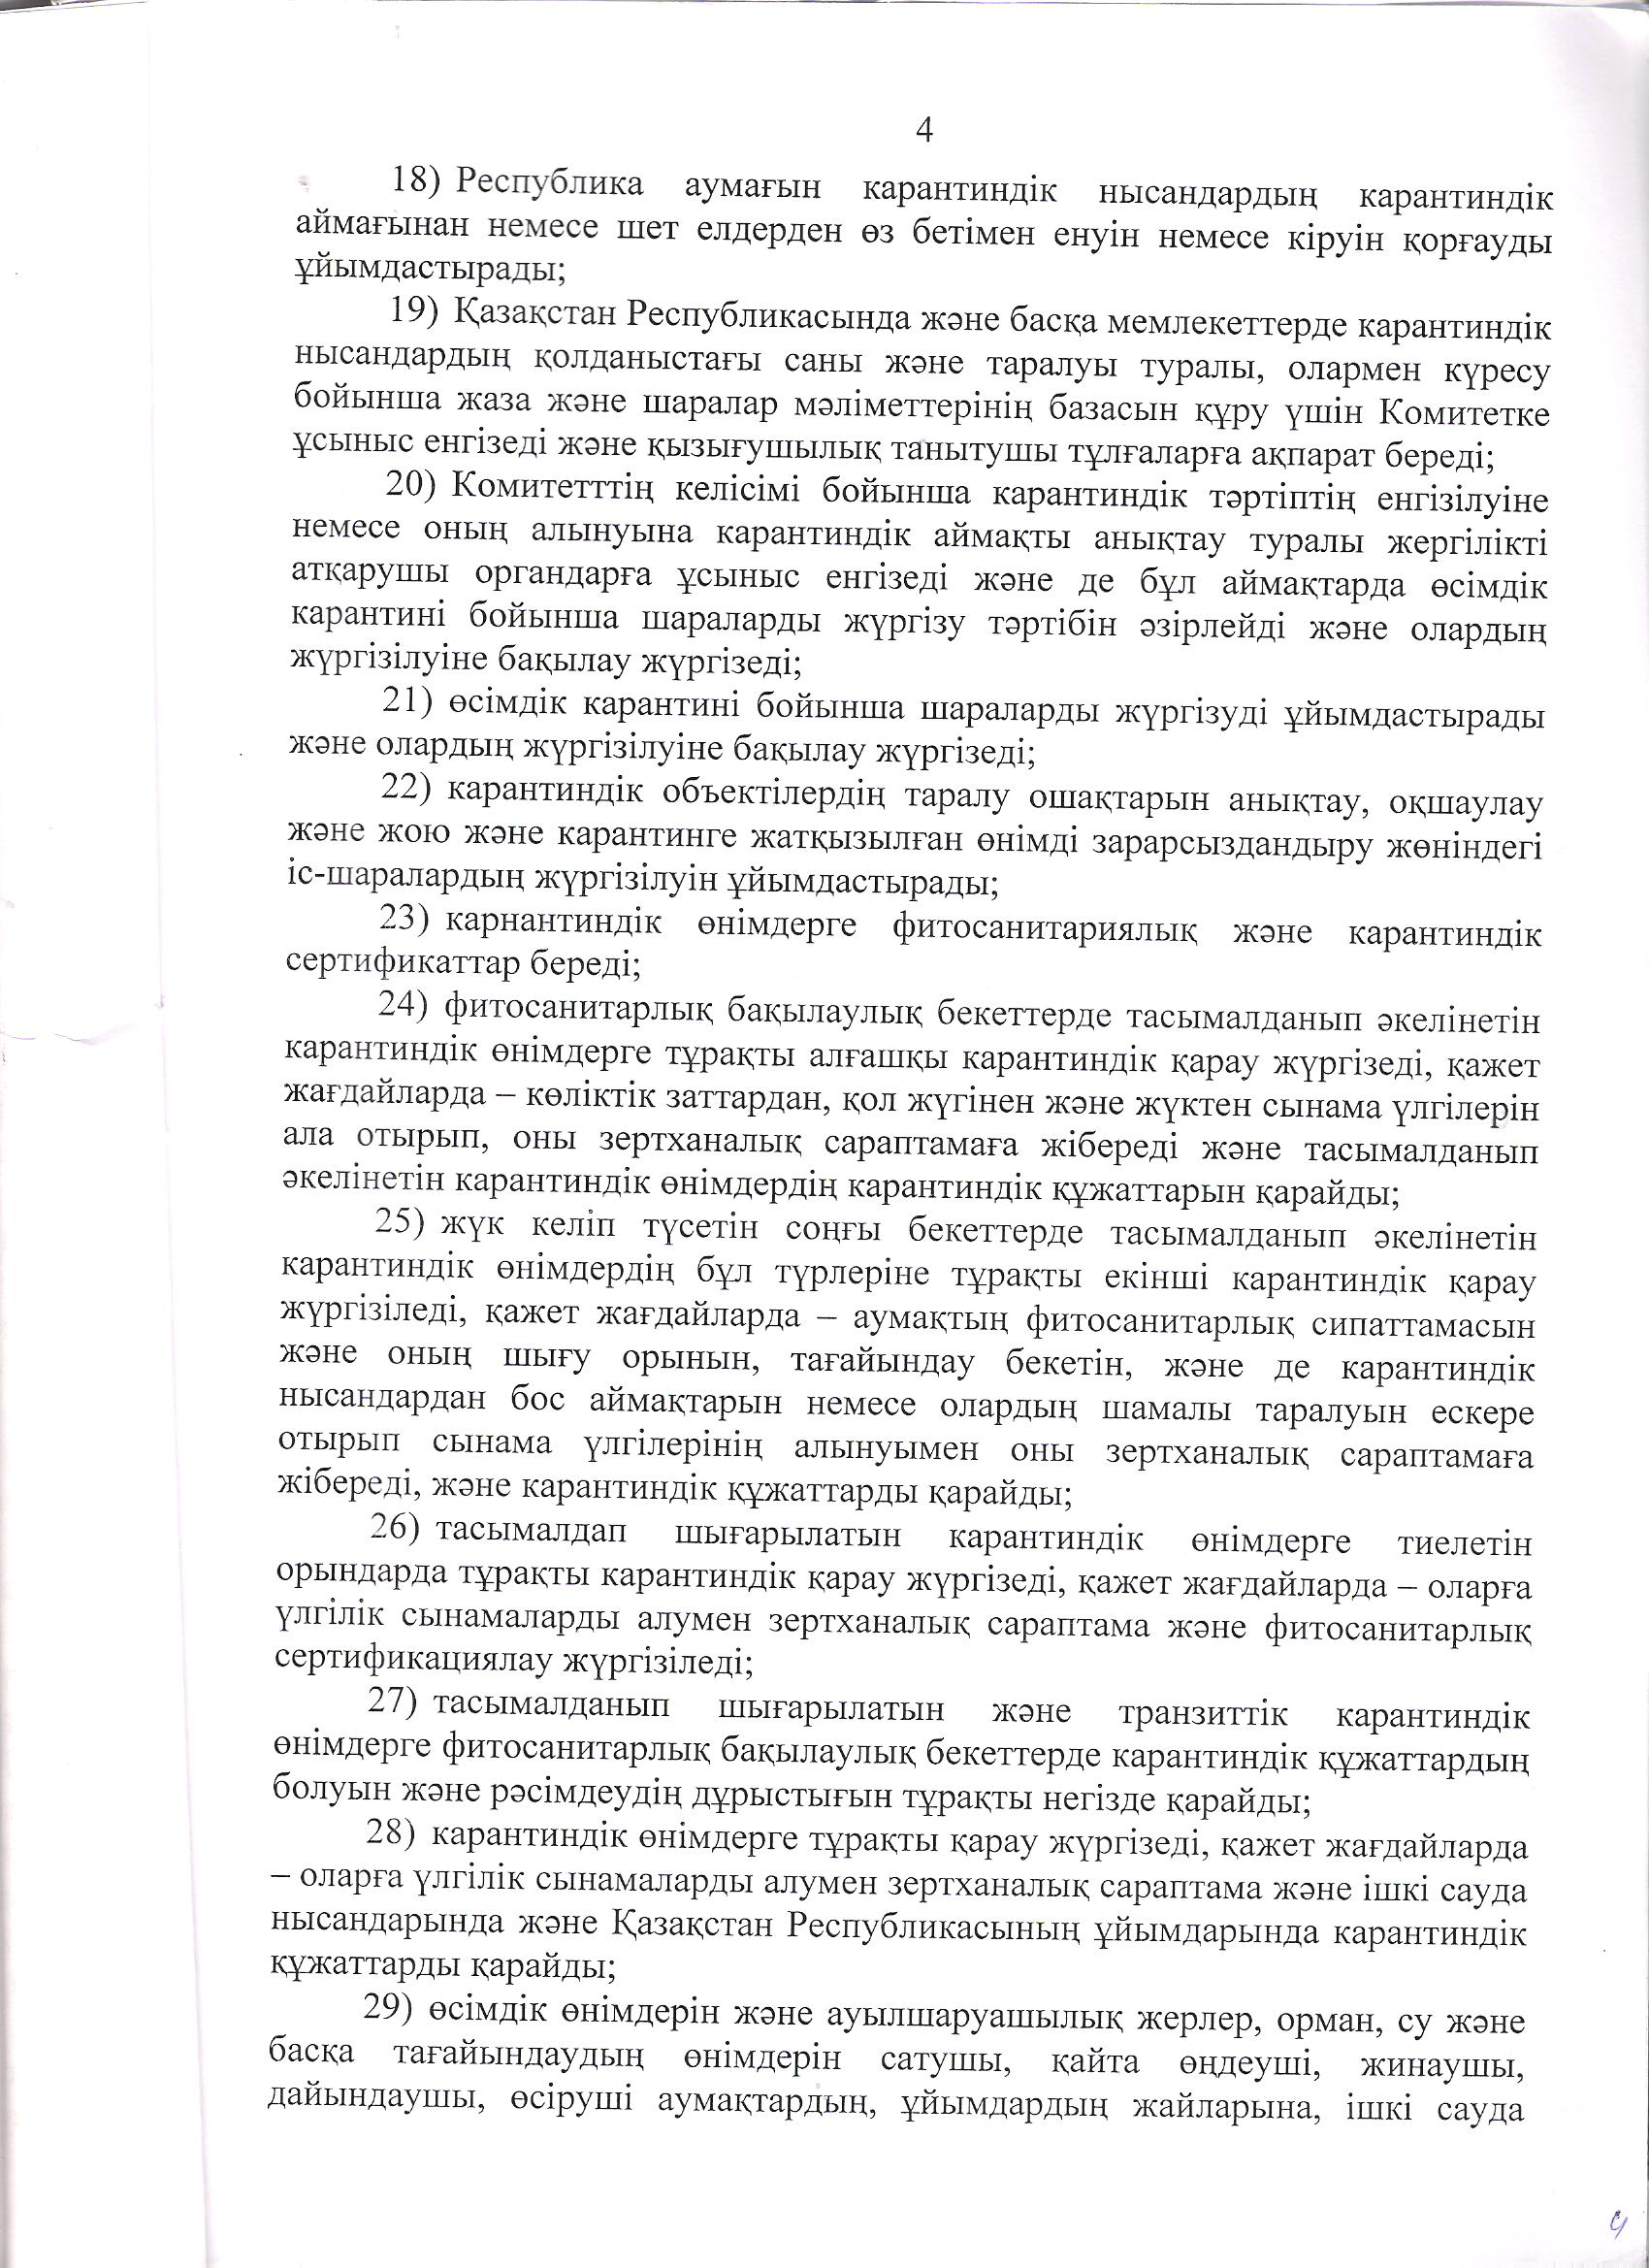 4
18) Республика аумағын карантиндік нысандардың карантиндік
аймағынан немесе шет елдерден өз бетімен енуін немесе кіруін қорғауды
ұйымдастырады;
19) Қазақстан Республикасында және басқа мемлекеттерде карантиндік
нысандардың қолданыстағы саны және таралуы туралы, олармен күресу
бойынша жаза және шаралар мәліметтерінің базасын құру үшін Комитетке
ұсыныс енгізеді және қызығушылық танытушы тұлғаларға ақпарат береді;
20) Комитетттің келісімі бойынша карантиндік тәртіптің енгізілуіне
немесе оның алынуына карантиндік аймақты анықтау туралы жергілікті
атқарушы органдарға ұсыныс енгізеді және де бұл аймақтарда өсімдік
карантині бойынша шараларды жүргізу тәртібін әзірлейді және олардың
жүргізілуіне бақылау жүргізеді;
21) өсімдік карантині бойынша шараларды жүргізуді ұйымдастырады
және олардың жүргізілуіне бақылау жүргізеді;
22) карантиндік объектілердің таралу ошақтарын анықтау, оқшаулау
және жою және карантинге жатқызылған өнімді зарарсыздандыру жөніндегі
іс-шаралардың жүргізілуін ұйымдастырады;
23) карнантиндік өнімдерге фитосанитариялық және карантиндік
сертификаттар береді;
24) фитосанитарлық бақылаулық бекеттерде тасымалданып әкелінетін
карантиндік өнімдерге тұрақты алғашқы карантиндік қарау жүргізеді, қажет
жағдайларда – көліктік заттардан, қол жүгінен және жүктен сынама үлгілерін
ала отырып, оны зертханалық сараптамаға жібереді және тасымалданып
әкелінетін карантиндік өнімдердің карантиндік құжаттарын қарайды;
25) жүк келіп түсетін соңғы бекеттерде тасымалданып әкелінетін
карантиндік өнімдердің бұл түрлеріне тұрақты екінші карантиндік қарау
жүргізіледі, қажет жағдайларда – аумақтың фитосанитарлық сипаттамасын
және оның шығу орынын, тағайындау бекетін, және де карантиндік
нысандардан бос аймақтарын немесе олардың шамалы таралуын ескере
отырып сынама үлгілерінің алынуымен оны зертханалық сараптамаға
жібереді, және карантиндік құжаттарды қарайды;
26) тасымалдап шығарылатын карантиндік өнімдерге тиелетін
орындарда тұрақты карантиндік қарау жүргізеді, қажет жағдайларда – оларға
үлгілік сынамаларды алумен зертханалық сараптама және фитосанитарлық
сертификациялау жүргізіледі;
27) тасымалданып шығарылатын және транзиттік карантиндік
өнімдерге фитосанитарлық бақылаулық бекеттерде карантиндік құжаттардың
болуын және рәсімдеудің дұрыстығын тұрақты негізде қарайды;
28) карантиндік өнімдерге тұрақты қарау жүргізеді, қажет жағдайларда
– оларға үлгілік сынамаларды алумен зертханалық сараптама және ішкі сауда
нысандарында және Қазақстан Республикасының ұйымдарында карантиндік
құжаттарды қарайды;
29) өсімдік өнімдерін және ауылшаруашылық жерлер, орман, су және
басқа тағайындаудың өнімдерін сатушы, қайта өңдеуші, жинаушы,
дайындаушы, өсіруші аумақтардың, ұйымдардың жайларына, ішкі сауда
4